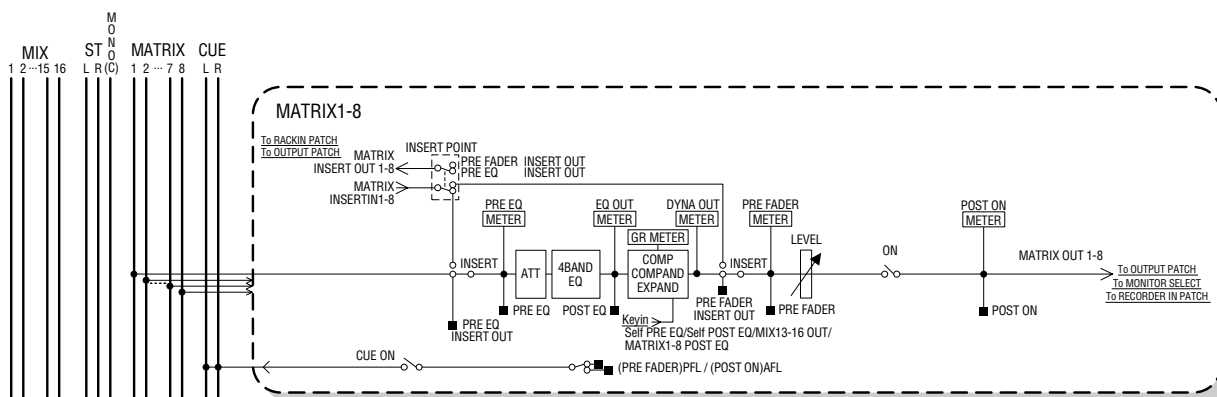 MIX
1 2 ··· 15 16
ST
L R
MONO (C)
MATRIX
1 2 ··· 7 8
CUE
L R
MATRIX1-8
To RACKIN PATCH
To OUTPUT PATCH
MATRIX
INSERT OUT 1-8
MATRIX
INSERTIN1-8
INSERT POINT
PRE FADER INSERT OUT
PRE EQ INSERT OUT
PRE EQ
METER
EQ OUT
METER
DYNA OUT
METER
PRE FADER
METER
POST ON
METER
GR METER
LEVEL
INSERT
ATT
4BAND
EQ
COMP
COMPAND
EXPAND
INSERT
ON
MATRIX OUT 1-8
To OUTPUT PATCH
To MONITOR SELECT
To RECORDER IN PATCH
PRE EQ
INSERT OUT
PRE EQ
POST EQ
PRE FADER
INSERT OUT
PRE FADER
POST ON
Keyin
Self PRE EQ/Self POST EQ/MIX13-16 OUT/
MATRIX1-8 POST EQ
CUE ON
(PRE FADER)PFL / (POST ON)AFL